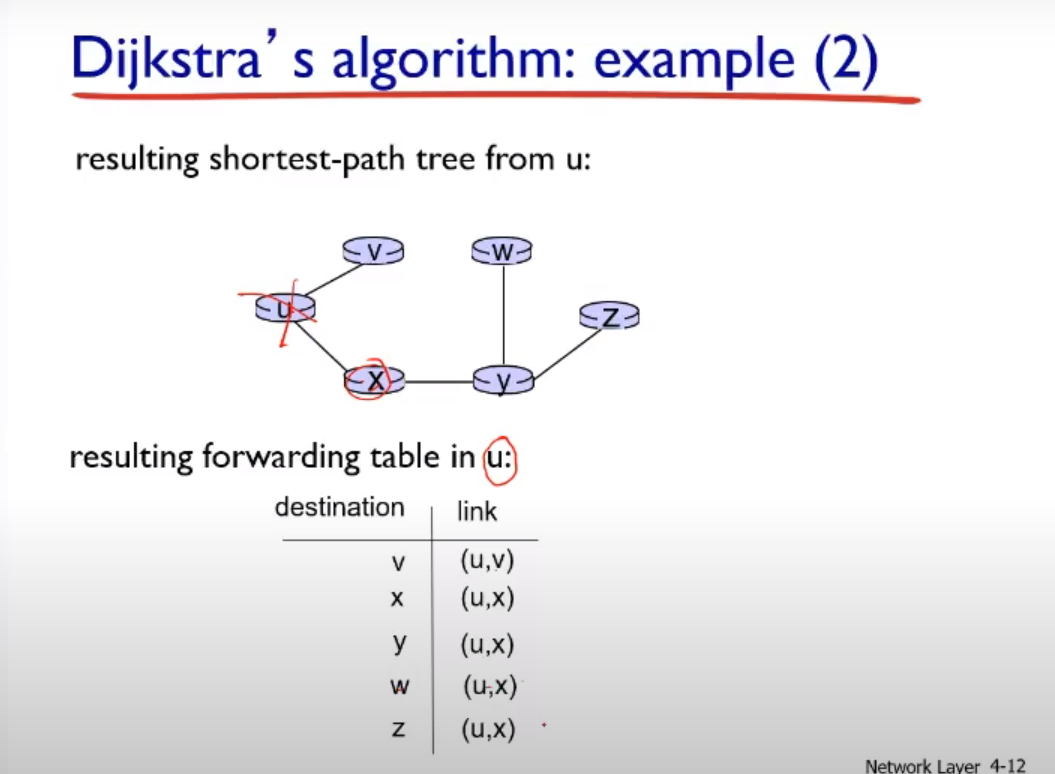 Dijkstra's algorithm: example (2)
resulting shortest-path tree from u:
v w
u z
x y
resulting forwarding table in u:
destination link
v (u,v)
x (u,x)
y (u,x)
w (u,x)
z (u,x)
Network Layer 4-12